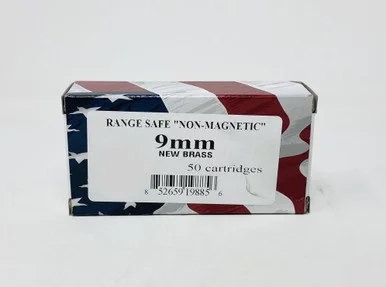 RANGE SAFE "NON-MAGNETIC"
9mm
NEW BRASS
50 cartridges
8 52659 19885 6